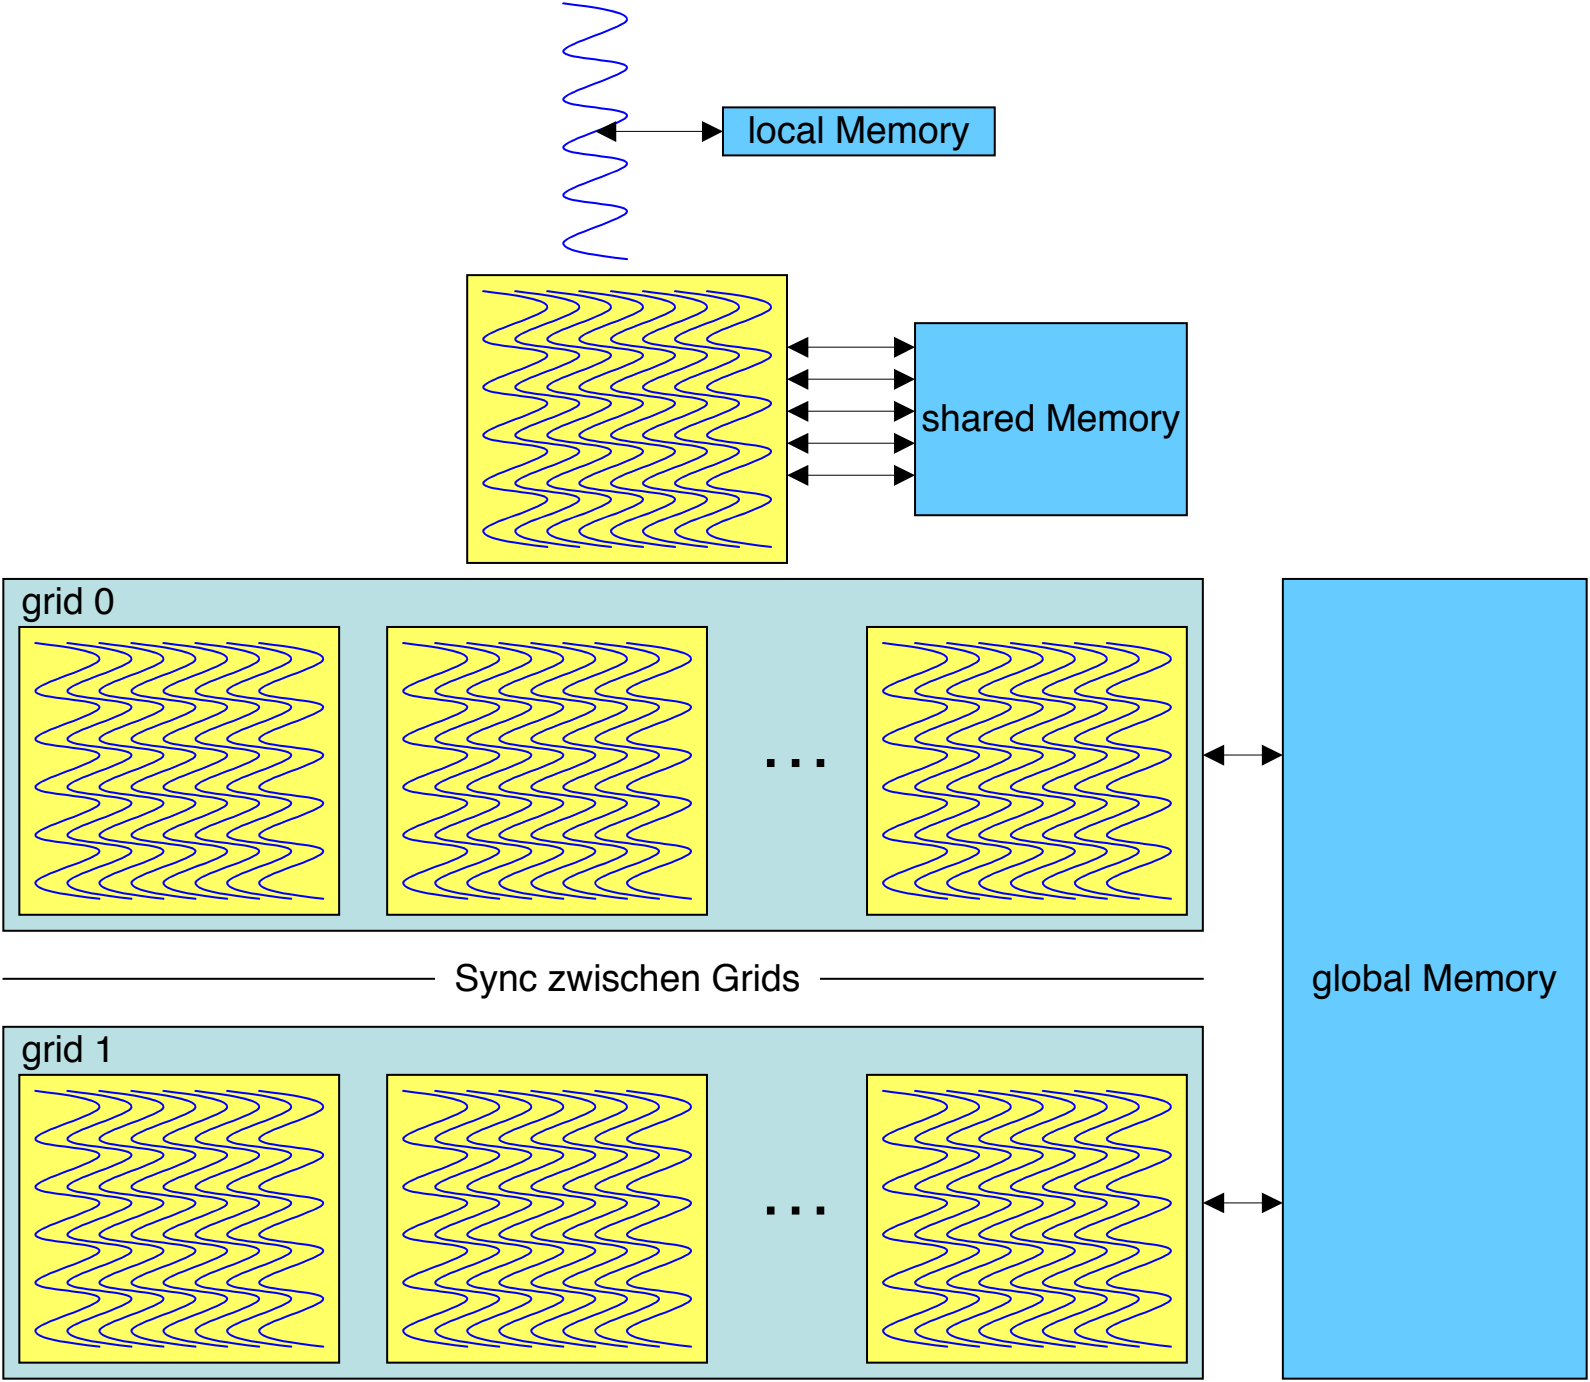 local Memory
shared Memory
grid 0
...
Sync zwischen Grids
global Memory
grid 1
...